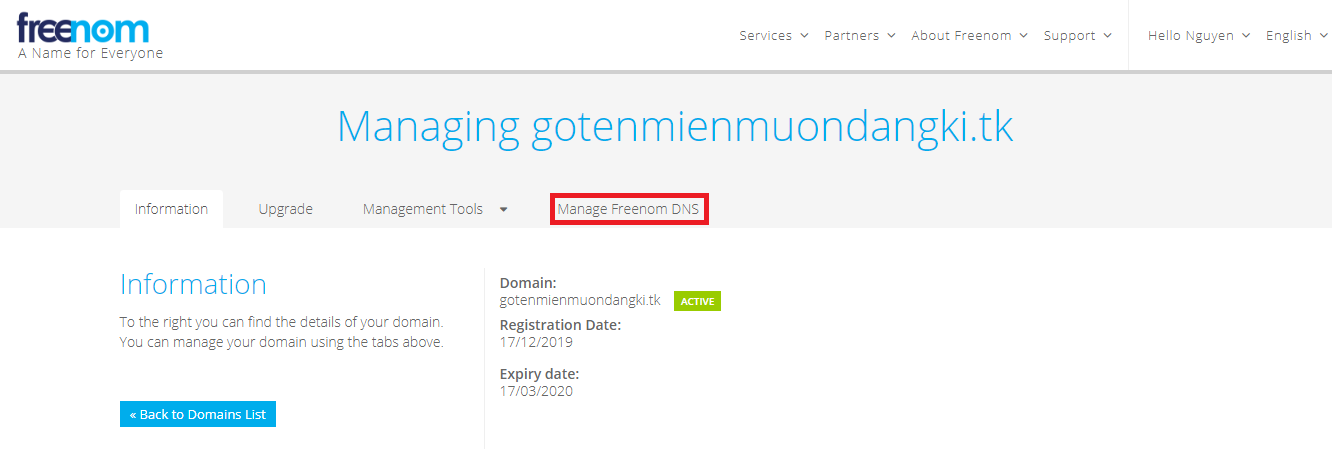 freenom
A Name for Everyone
Services Partners About Freenom Support Hello Nguyen English
Managing gotenmienmuondangki.tk
Information Upgrade Management Tools Manage Freenom DNS
Information
To the right you can find the details of your domain.
You can manage your domain using the tabs above.
« Back to Domains List
Domain:
gotenmienmuondangki.tk ACTIVE
Registration Date:
17/12/2019
Expiry date:
17/03/2020